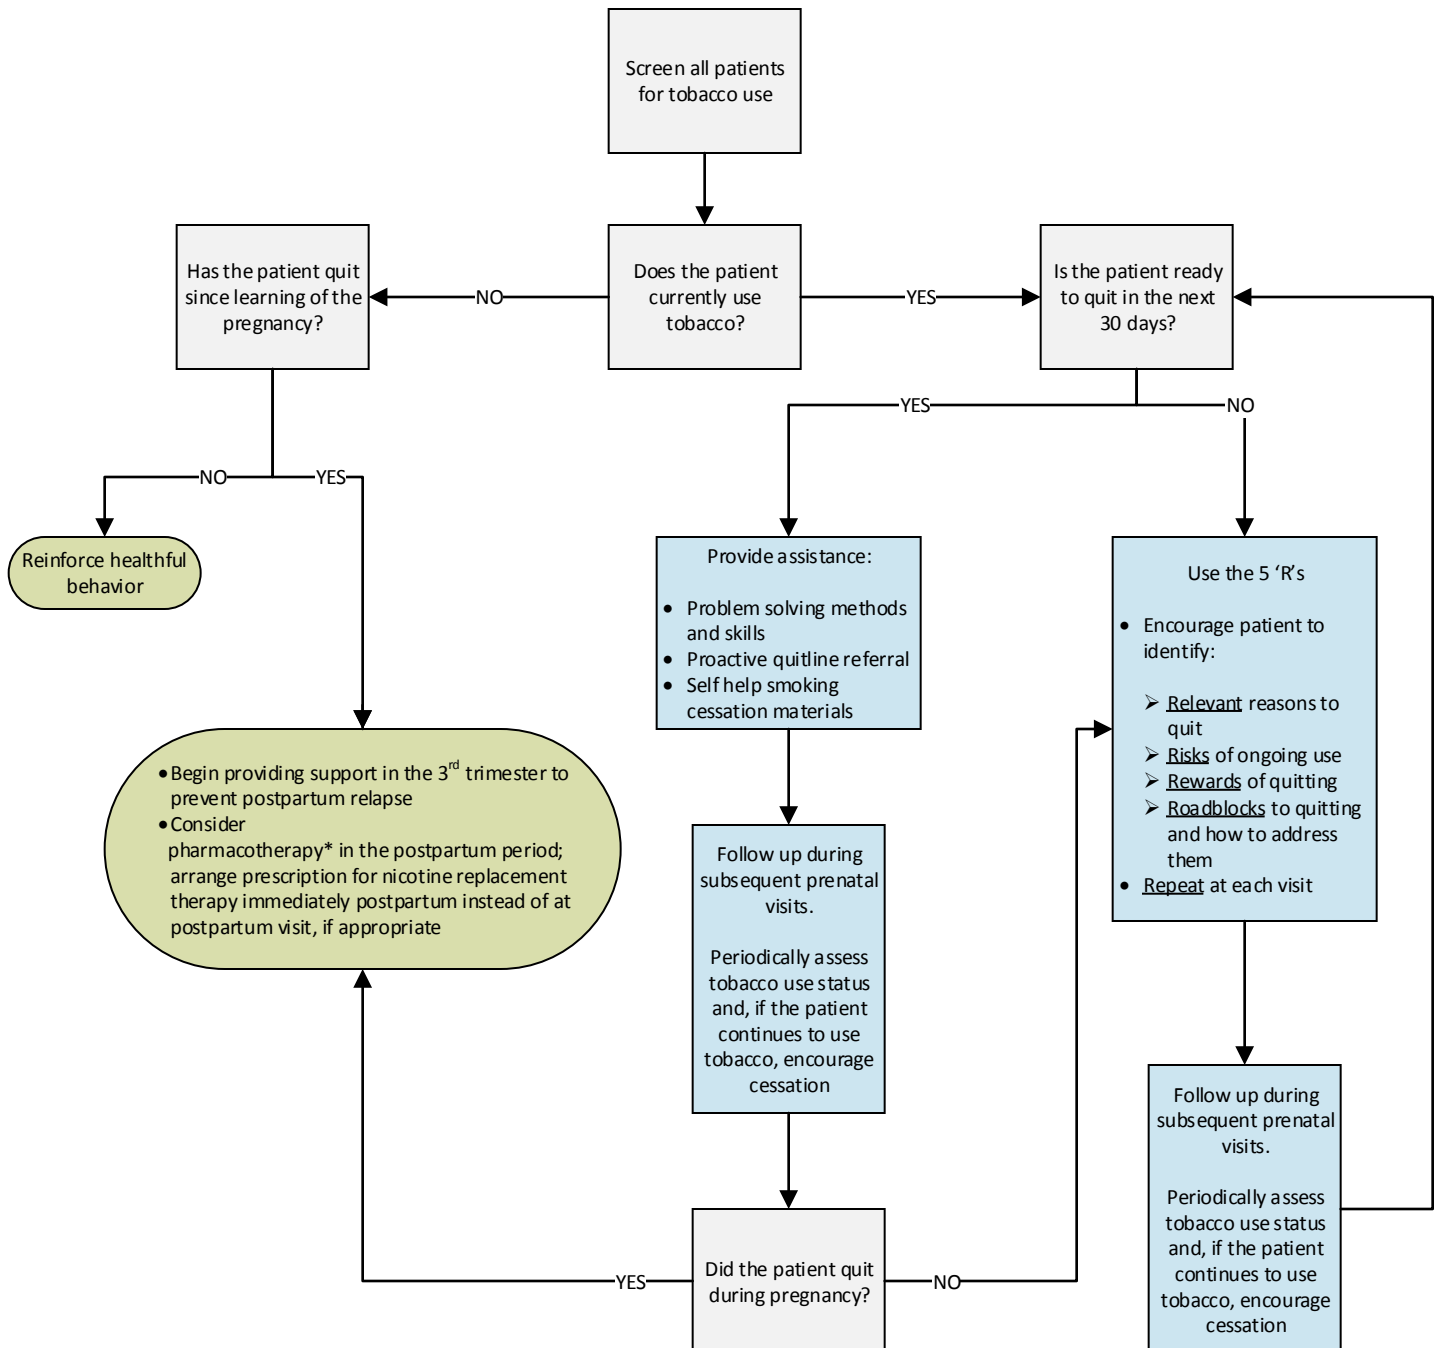 Screen all patients
for tobacco use
Has the patient quit
since learning of the
pregnancy?
NO
Does the patient
currently use
tobacco?
YES
Is the patient ready
to quit in the next
30 days?
YES
NO
NO
YES
Reinforce healthful
behavior
Provide assistance:
• Problem solving methods
and skills
• Proactive quitline referral
• Self help smoking
cessation materials
Use the 5 ‘R’s
• Encourage patient to
identify:
➢ Relevant reasons to
quit
➢ Risks of ongoing use
➢ Rewards of quitting
➢ Roadblocks to quitting
and how to address
them
• Repeat at each visit
• Begin providing support in the 3rd trimester to
prevent postpartum relapse
• Consider
pharmacotherapy* in the postpartum period;
arrange prescription for nicotine replacement
therapy immediately postpartum instead of at
postpartum visit, if appropriate
Follow up during
subsequent prenatal
visits.
Periodically assess
tobacco use status
and, if the patient
continues to use
tobacco, encourage
cessation
Follow up during
subsequent prenatal
visits.
Periodically assess
tobacco use status
and, if the patient
continues to use
tobacco, encourage
cessation
YES
Did the patient quit
during pregnancy?
NO